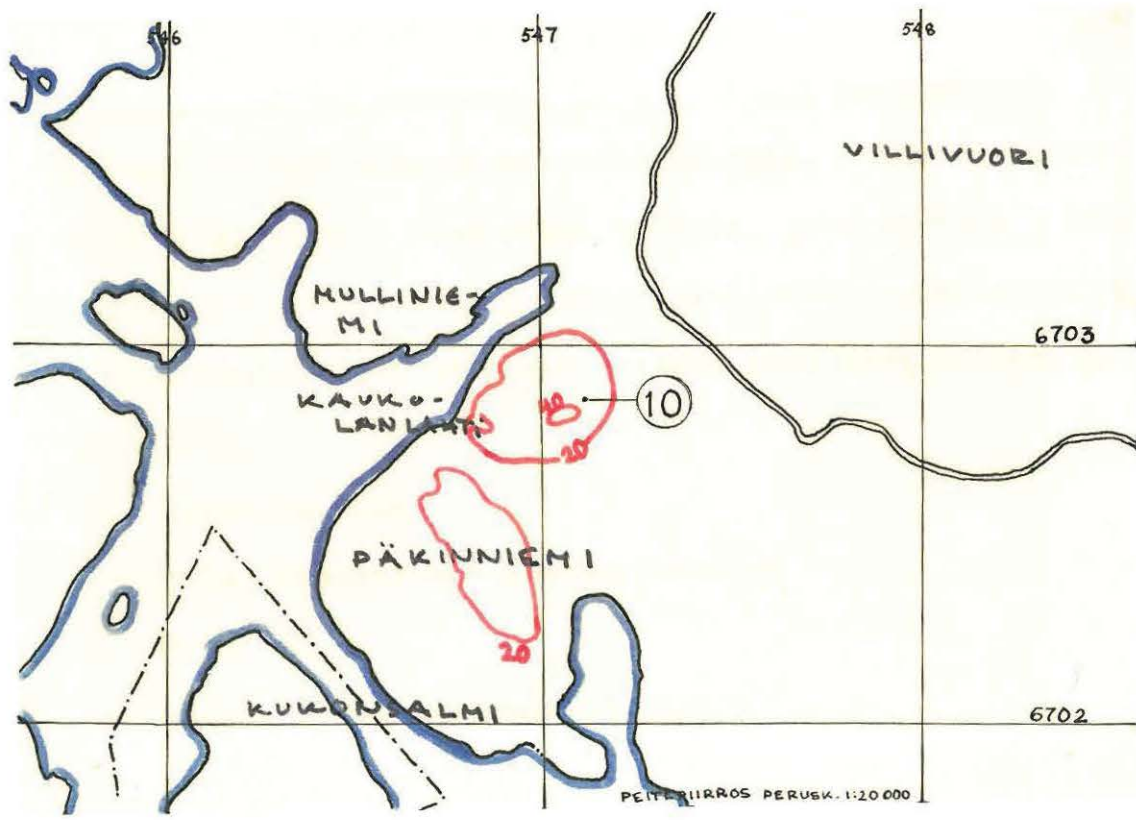 546
547
548
VILLIVUORI
MULLINIE-
MI
6703
KAUKO-
LANLAHTI
40
10
20
PÄKINNIEMI
20
KUKONSALMI
6702
PEITEPIIRROS PERUSK. 1:20 000